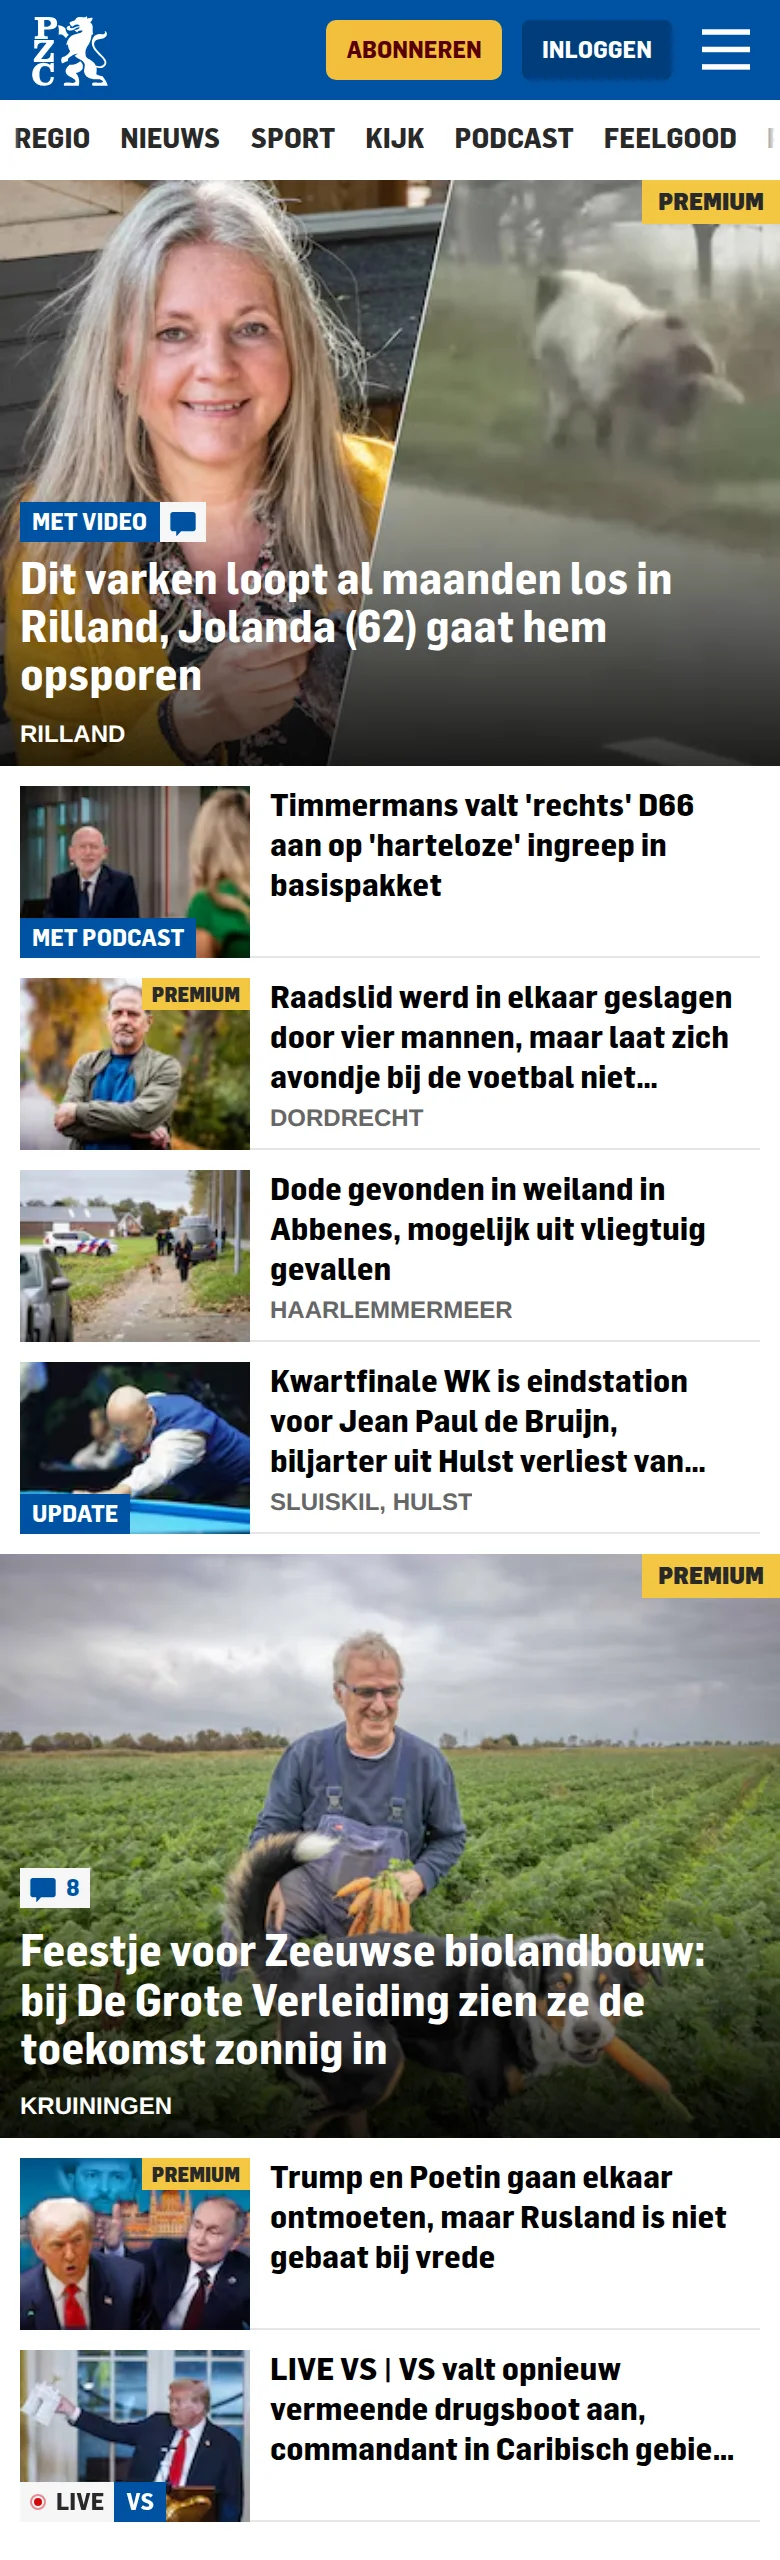 PZC
ABONNEREN
INLOGGEN
REGIO NIEUWS SPORT KIJK PODCAST FEELGOOD
PREMIUM
MET VIDEO
Dit varken loopt al maanden los in
Rilland, Jolanda (62) gaat hem
opsporen
RILLAND
Timmermans valt 'rechts' D66
aan op 'harteloze' ingreep in
basispakket
MET PODCAST
PREMIUM
Raadslid werd in elkaar geslagen
door vier mannen, maar laat zich
avondje bij de voetbal niet...
DORDRECHT
Dode gevonden in weiland in
Abbenes, mogelijk uit vliegtuig
gevallen
HAARLEMMERMEER
Kwartfinale WK is eindstation
voor Jean Paul de Bruijn,
biljarter uit Hulst verliest van...
SLUISKIL, HULST
UPDATE
PREMIUM
8
Feestje voor Zeeuwse biolandbouw:
bij De Grote Verleiding zien ze de
toekomst zonnig in
KRUININGEN
PREMIUM
Trump en Poetin gaan elkaar
ontmoeten, maar Rusland is niet
gebaat bij vrede
LIVE VS | VS valt opnieuw
vermeende drugsboot aan,
commandant in Caribisch gebie...
LIVE VS